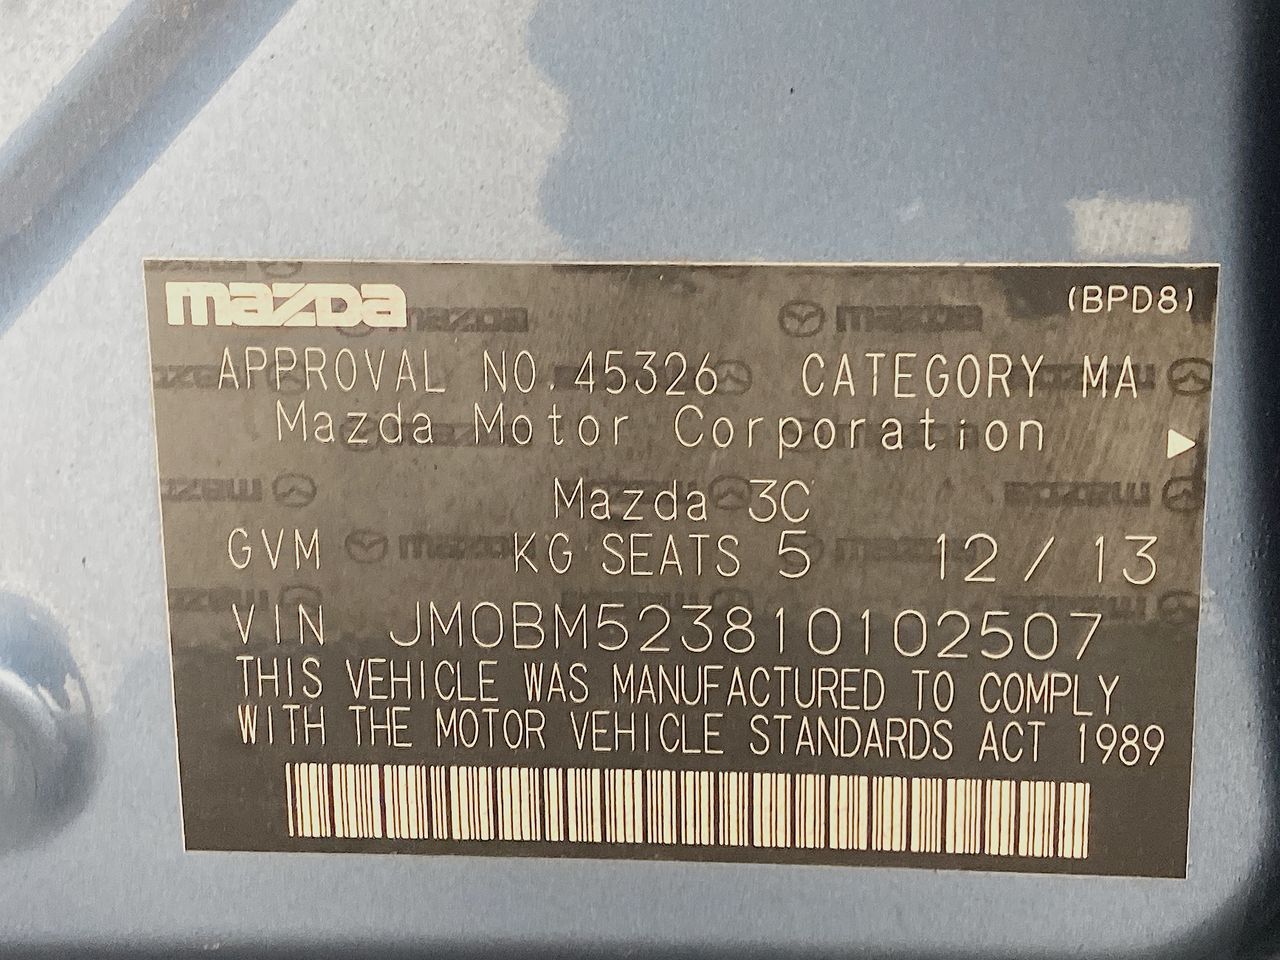 mazda (BPD8)
APPROVAL NO.45326 CATEGORY MA
Mazda Motor Corporation
Mazda 3C
GVM KG SEATS 5 12/13
VIN JM0BM523810102507
THIS VEHICLE WAS MANUFACTURED TO COMPLY
WITH THE MOTOR VEHICLE STANDARDS ACT 1989